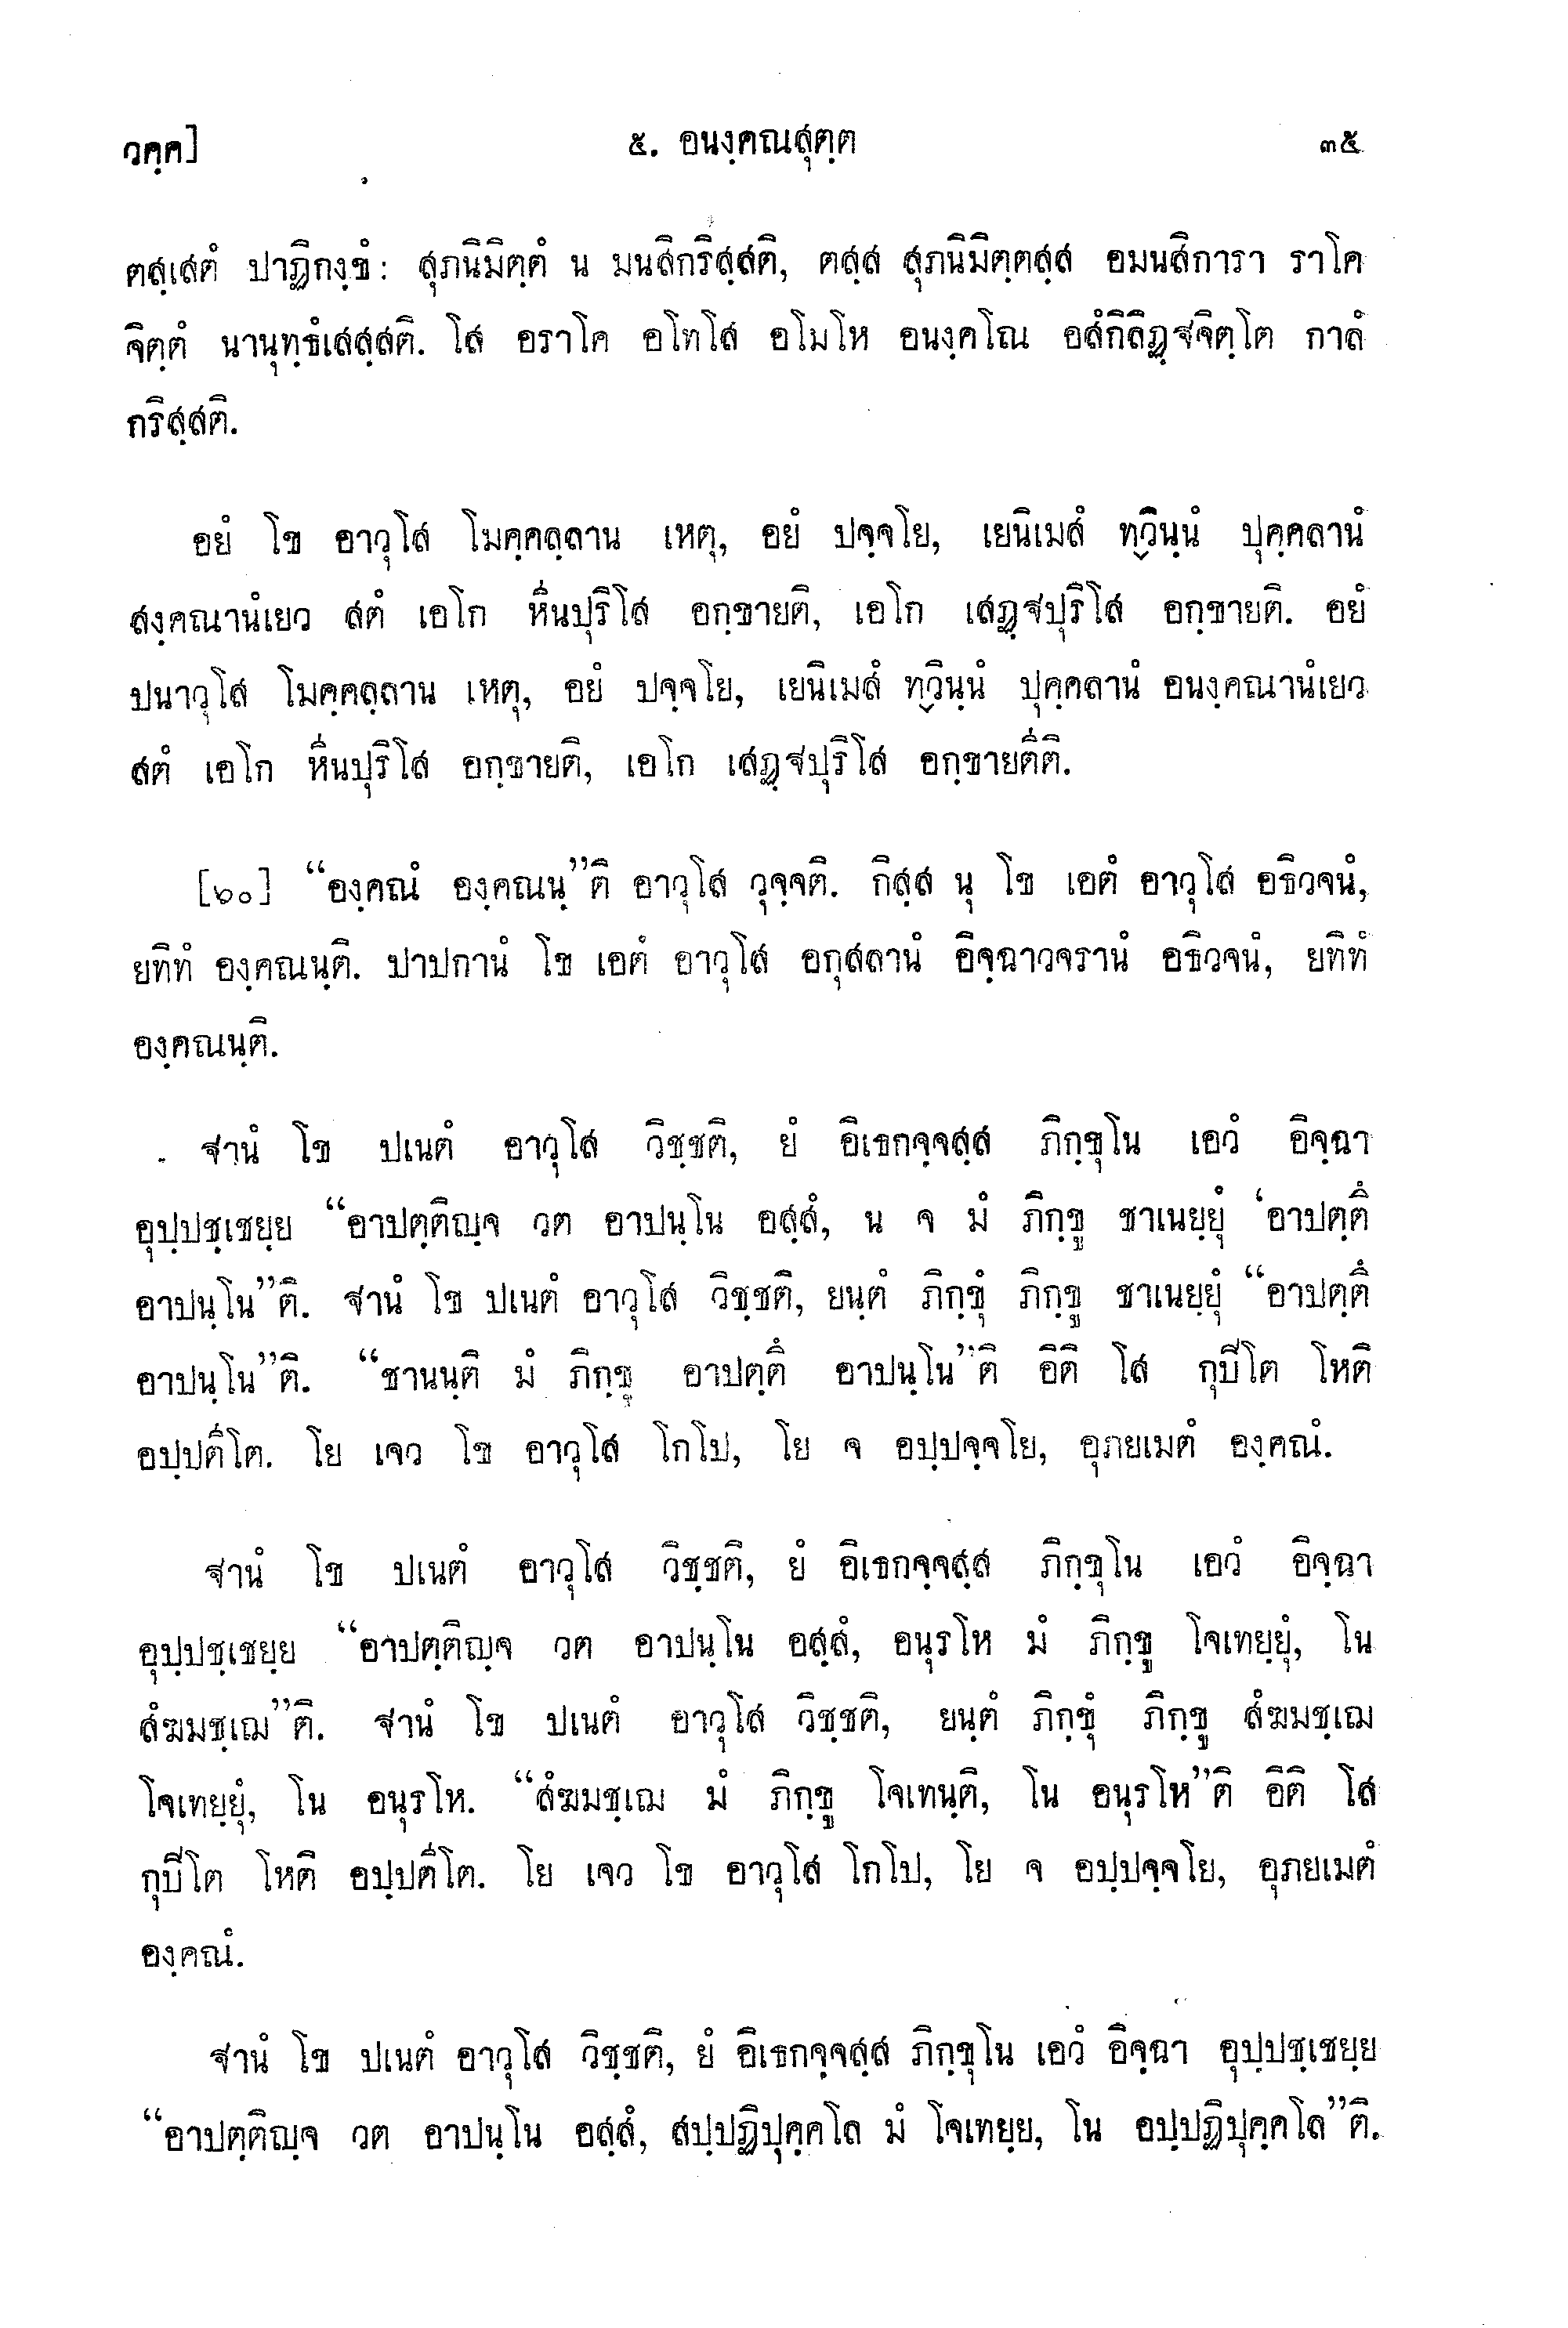 วคฺค]
๕. องฺคณสุตฺต
๓๕
ตสฺเสตํ ปาฏิกงฺขํ: สุภนิมิตฺตํ น มนสิกริสฺสติ, ตสฺส สุภนิมิตฺตสฺส อมนสิการา ราโค
จิตฺตํ นานุทฺธํเสสฺสติ. โส อราโค อโทโส อโมโห อนงฺคโณ อสํกิลิฏฺฐจิตฺโต กาลํ
กริสฺสติ.
อยํ โข อาวุโส โมคฺคลฺลาน เหตุ, อยํ ปจฺจโย, เยนิเมสํ ทฺวินฺนํ ปุคฺคลานํ
สงฺคณานํเยว สตํ เอโก หีนปุริโส อกฺขายติ, เอโก เสฏฺฐปุริโส อกฺขายติ. อยํ
ปนาวุโส โมคฺคลฺลาน เหตุ, อยํ ปจฺจโย, เยนิเมสํ ทฺวินฺนํ ปุคฺคลานํ อนงฺคณานํเยว
สตํ เอโก หีนปุริโส อกฺขายติ, เอโก เสฏฺฐปุริโส อกฺขายตีติ.
[๖๐] “องฺคณํ องฺคณนฺ”ติ อาวุโส วุจฺจติ. กิสฺส นุ โข เอตํ อาวุโส อธิวจนํ,
ยทิทํ องฺคณนฺติ. ปาปกานํ โข เอตํ อาวุโส อกุสลานํ อิจฺฉาวจรานํ อธิวจนํ, ยทิทํ
องฺคณนฺติ.
ฐานํ โข ปเนตํ อาวุโส วิชฺชติ, ยํ อิเธกจฺจสฺส ภิกฺขุโน เอวํ อิจฺฉา
อุปฺปชฺเชยฺย “อาปตฺติญฺจ วต อาปนฺโน อสฺสํ, น จ มํ ภิกฺขู ชาเนยฺยุํ ‘อาปตฺตึ
อาปนฺโน”ติ. ฐานํ โข ปเนตํ อาวุโส วิชฺชติ, ยนฺตํ ภิกฺขุํ ภิกฺขู ชาเนยฺยุํ “อาปตฺตึ
อาปนฺโน”ติ. “ชานนฺติ มํ ภิกฺขู อาปตฺตึ อาปนฺโน”ติ อิติ โส กุปีโต โหติ
อปฺปตีโต. โย เจว โข อาวุโส โกโป, โย จ อปฺปจฺจโย, อุภยเมตํ องฺคณํ.
ฐานํ โข ปเนตํ อาวุโส วิชฺชติ, ยํ อิเธกจฺจสฺส ภิกฺขุโน เอวํ อิจฺฉา
อุปฺปชฺเชยฺย “อาปตฺติญฺจ วต อาปนฺโน อสฺสํ, อนุรโห มํ ภิกฺขู โจเทยฺยุํ, โน
สํฆมชฺเฌ”ติ. ฐานํ โข ปเนตํ อาวุโส วิชฺชติ, ยนฺตํ ภิกฺขุํ ภิกฺขู สํฆมชฺเฌ
โจเทยฺยุํ, โน อนุรโห. “สํฆมชฺเฌ มํ ภิกฺขู โจเทนฺติ, โน อนุรโห”ติ อิติ โส
กุปีโต โหติ อปฺปตีโต. โย เจว โข อาวุโส โกโป, โย จ อปฺปจฺจโย, อุภยเมตํ
องฺคณํ.
ฐานํ โข ปเนตํ อาวุโส วิชฺชติ, ยํ อิเธกจฺจสฺส ภิกฺขุโน เอวํ อิจฺฉา อุปฺปชฺเชยฺย
“อาปตฺติญฺจ วต อาปนฺโน อสฺสํ, สปฺปฏิปุคฺคโล มํ โจเทยฺย, โน อปฺปฏิปุคฺคโล”ติ.